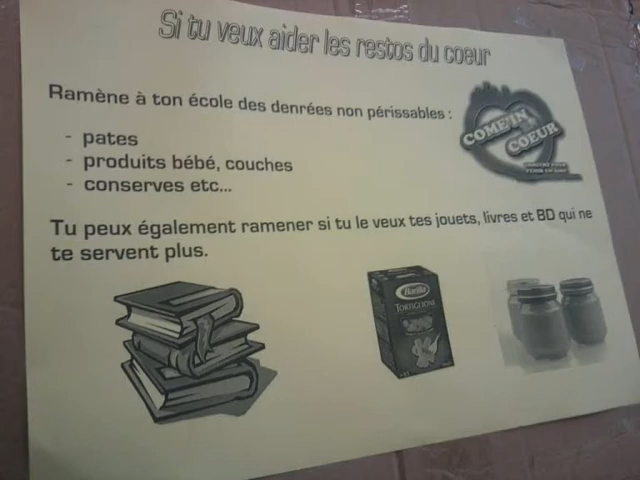 Si tu veux aider les restos du coeur
Ramène à ton école des denrées non périssables :
- pates
- produits bébé, couches
- conserves etc...
COME'IN
COEUR
Tu peux également ramener si tu le veux tes jouets, livres et BD qui ne
te servent plus.
Barilla
TORTIGLIONI